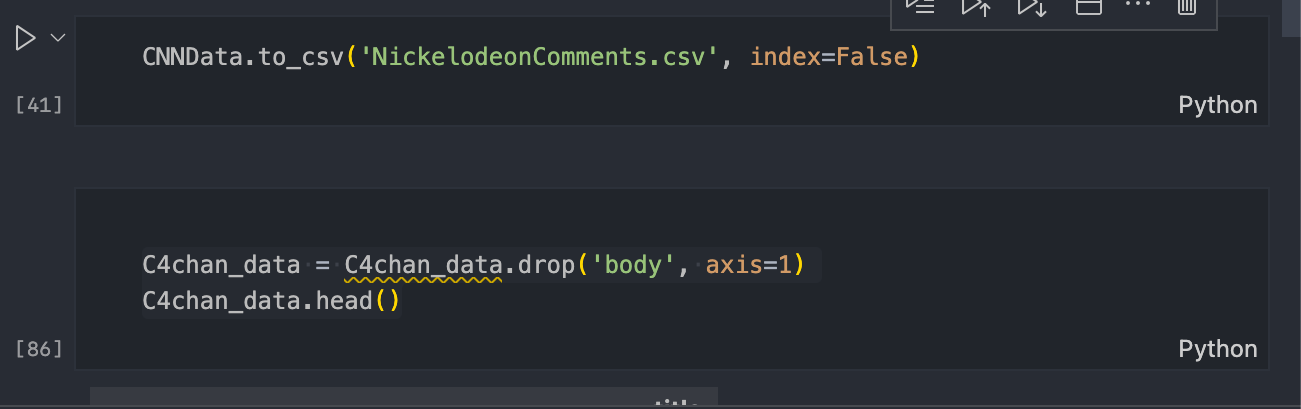 CNNData.to_csv('NickelodeonComments.csv', index=False)
[41]
Python
C4chan_data = C4chan_data.drop('body', axis=1)
C4chan_data.head()
[86]
Python